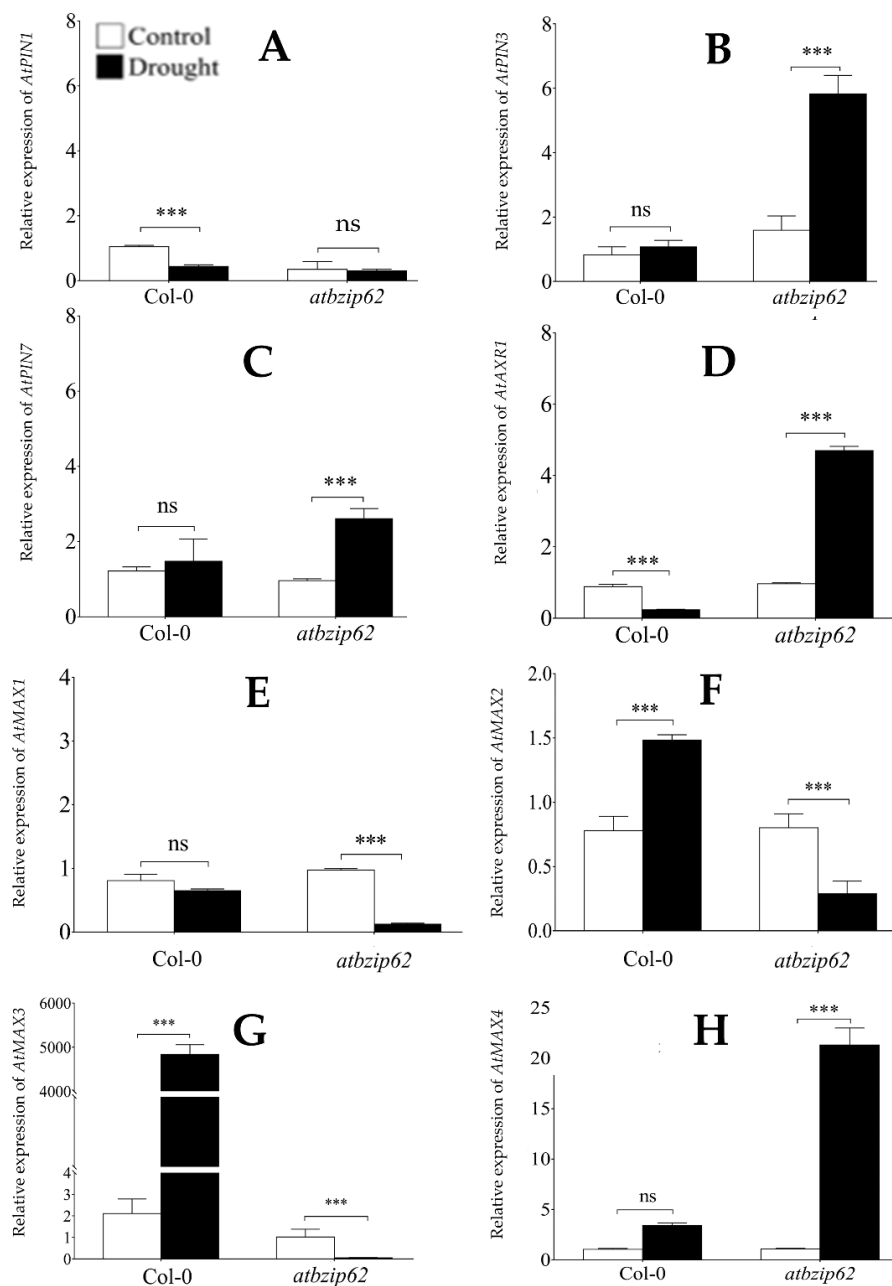 Control
Drought
A
Relative expression of AtPIN1
8
6
4
2
0
***
ns
Col-0
atbzip62
B
Relative expression of AtPIN3
8
6
4
2
0
ns
***
Col-0
atbzip62
C
Relative expression of AtPIN7
8
6
4
2
0
ns
***
Col-0
atbzip62
D
Relative expression of AtAXR1
8
6
4
2
0
***
***
Col-0
atbzip62
E
Relative expression of AtMAX1
4
3
2
1
0
ns
***
Col-0
atbzip62
F
Relative expression of AtMAX2
2.0
1.5
1.0
0.5
0.0
***
***
Col-0
atbzip62
G
Relative expression of AtMAX3
6000
5000
4000
4
3
2
1
0
***
***
Col-0
atbzip62
H
Relative expression of AtMAX4
25
20
15
10
5
0
ns
***
Col-0
atbzip62